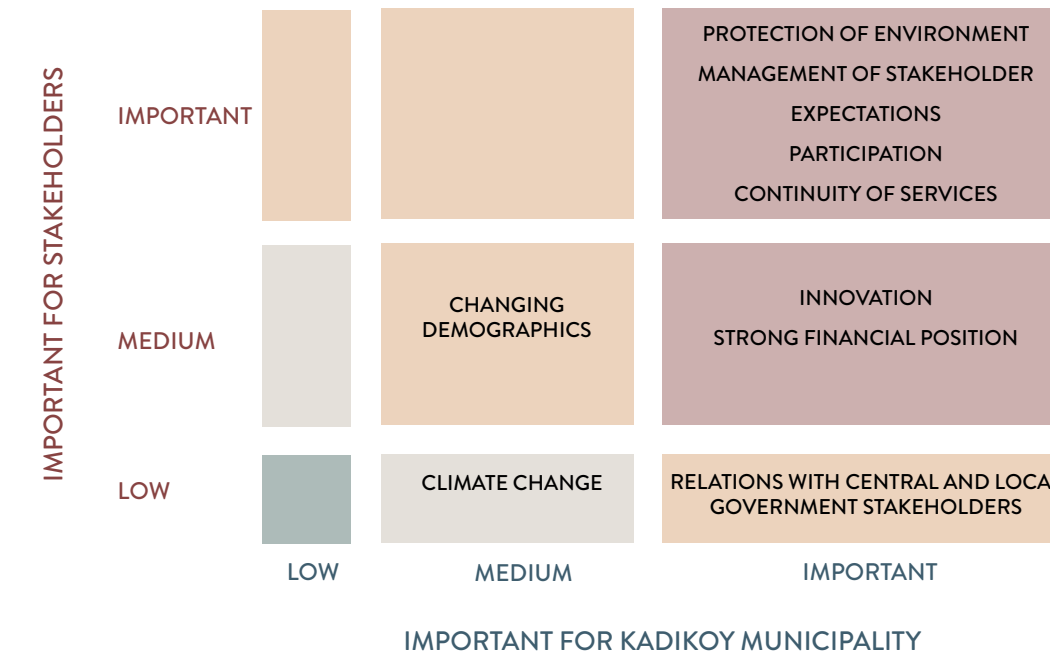 IMPORTANT FOR STAKEHOLDERS
IMPORTANT
PROTECTION OF ENVIRONMENT
MANAGEMENT OF STAKEHOLDER
EXPECTATIONS
PARTICIPATION
CONTINUITY OF SERVICES
MEDIUM
CHANGING
DEMOGRAPHICS
INNOVATION
STRONG FINANCIAL POSITION
LOW
CLIMATE CHANGE
RELATIONS WITH CENTRAL AND LOCA
GOVERNMENT STAKEHOLDERS
LOW
MEDIUM
IMPORTANT
IMPORTANT FOR KADIKOY MUNICIPALITY